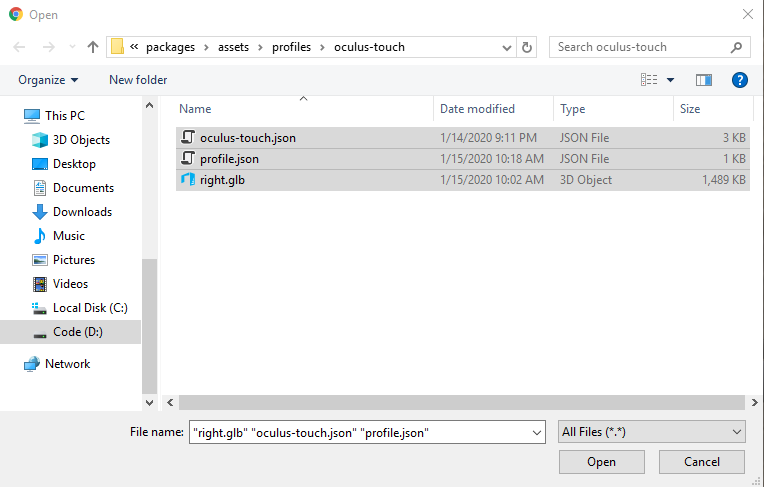 Open
« packages > assets > profiles > oculus-touch
Search oculus-touch
Organize
New folder
?
This PC
3D Objects
Desktop
Documents
Downloads
Music
Pictures
Videos
Local Disk (C:)
Code (D:)
Network
Name Date modified Type Size
oculus-touch.json 1/14/2020 9:11 PM JSON File 3 KB
profile.json 1/15/2020 10:18 AM JSON File 1 KB
right.glb 1/15/2020 10:02 AM 3D Object 1,489 KB
File name: "right.glb" "oculus-touch.json" "profile.json"
All Files (*.*)
Open
Cancel